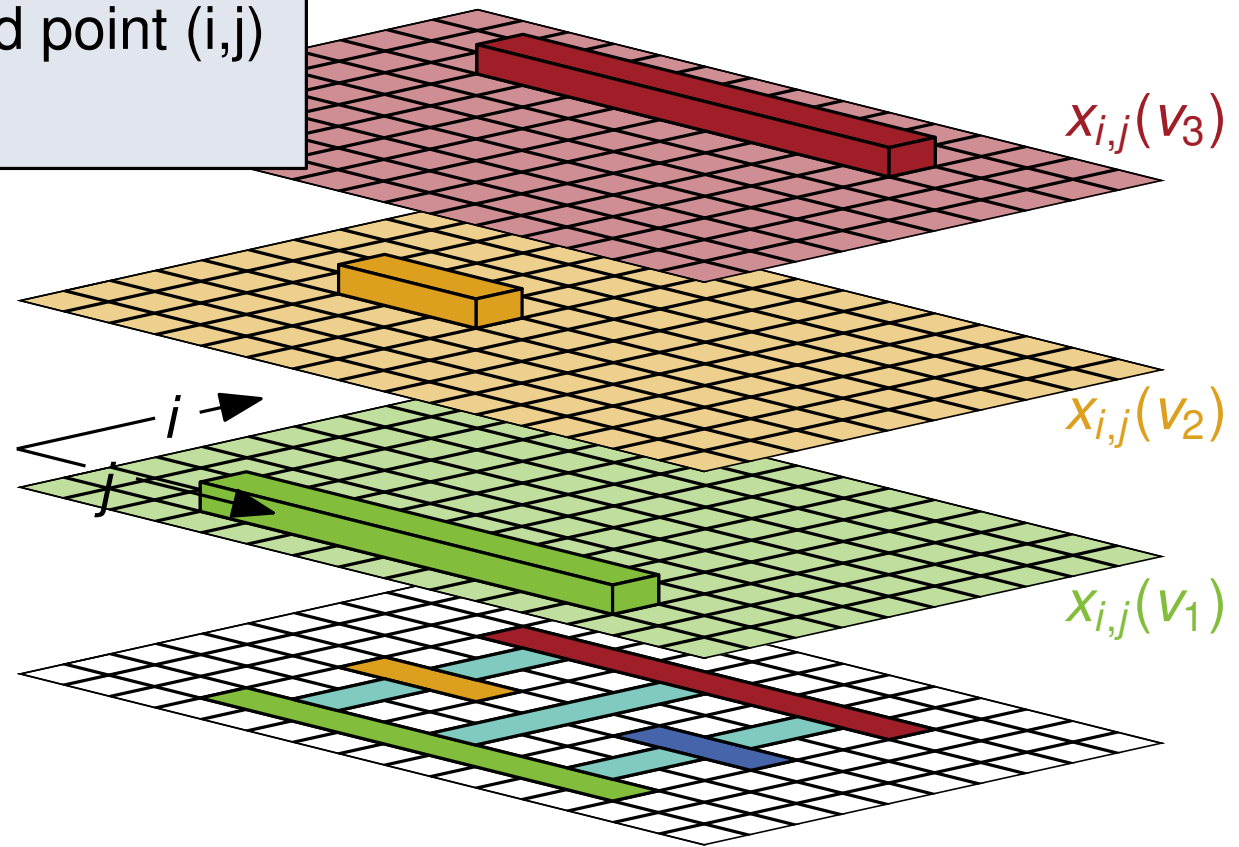 point (i,j)
x_{i,j}(v_3)
i
x_{i,j}(v_2)
j
x_{i,j}(v_1)